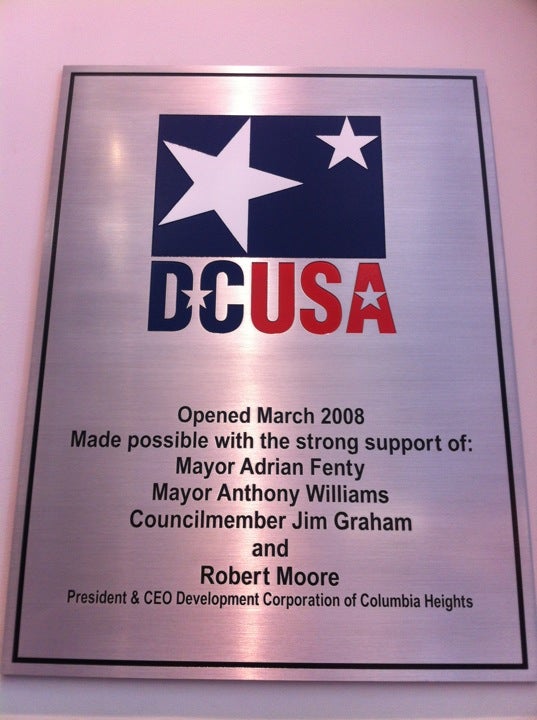 DCUSA
Opened March 2008
Made possible with the strong support of:
Mayor Adrian Fenty
Mayor Anthony Williams
Councilmember Jim Graham
and
Robert Moore
President & CEO Development Corporation of Columbia Heights